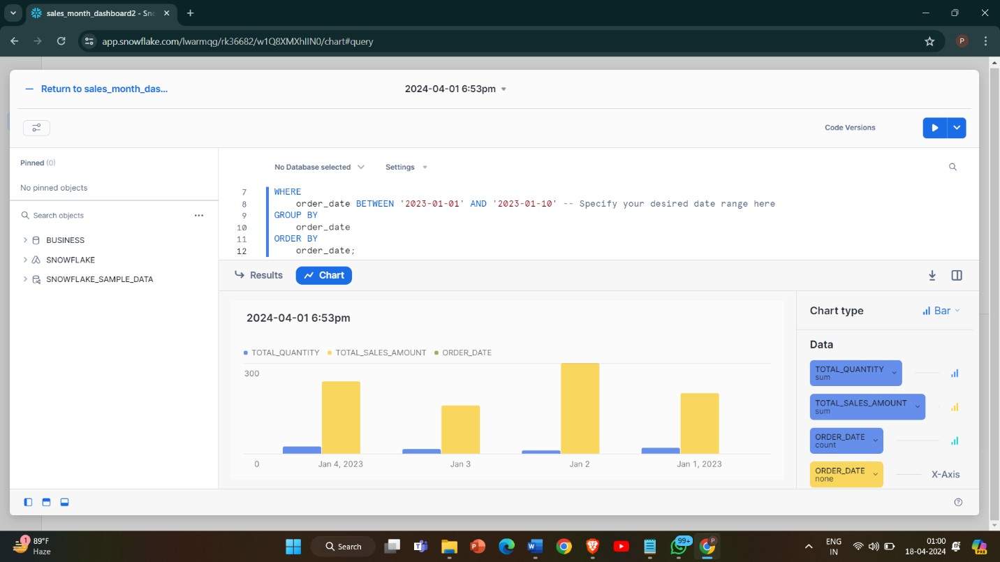 sales_month_dashboard2 - Sno
app.snowflake.com/lwarmqg/rk36682/w1Q8XMXhIIN0/chart#query
P
Return to sales_month_das...
2024-04-01 6:53pm
Code Versions
Pinned (0)
No pinned objects
Search objects
BUSINESS
SNOWFLAKE
SNOWFLAKE_SAMPLE_DATA
No Database selected
Settings
7 WHERE
8 order_date BETWEEN '2023-01-01' AND '2023-01-10' -- Specify your desired date range here
9 GROUP BY
10 order_date
11 ORDER BY
12 order_date;
Results
Chart
2024-04-01 6:53pm
TOTAL_QUANTITY TOTAL_SALES_AMOUNT ORDER_DATE
300
0
Jan 4, 2023 Jan 3 Jan 2 Jan 1, 2023
Chart type
Bar
Data
TOTAL_QUANTITY
sum
TOTAL_SALES_AMOUNT
sum
ORDER_DATE
count
ORDER_DATE
none
X-Axis
1
89°F
Haze
Search
99+
P
ENG
IN
01:00
18-04-2024
PRE